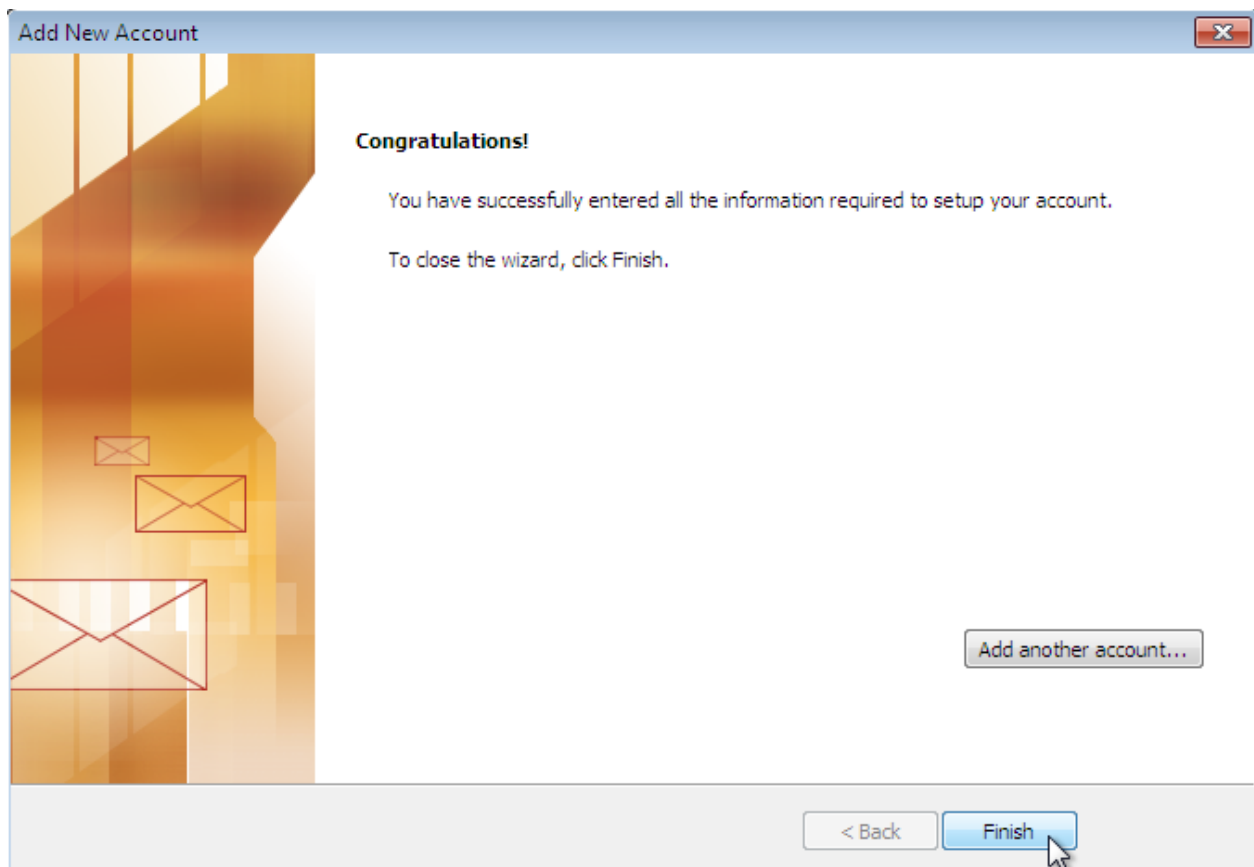 Add New Account
Congratulations!
You have successfully entered all the information required to setup your account.
To close the wizard, click Finish.
Add another account...
< Back
Finish